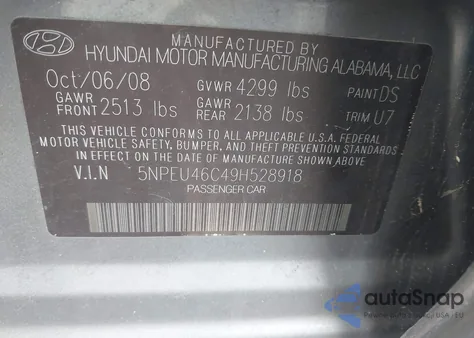 MANUFACTURED BY
HYUNDAI MOTOR MANUFACTURING ALABAMA, LLC
Oct/06/08 GVWR 4299 lbs PAINT DS
GAWR FRONT 2513 lbs GAWR REAR 2138 lbs TRIM U7
THIS VEHICLE CONFORMS TO ALL APPLICABLE U.S.A. FEDERAL
MOTOR VEHICLE SAFETY, BUMPER, AND THEFT PREVENTION STANDARDS
IN EFFECT ON THE DATE OF MANUFACTURE SHOWN ABOVE.
V.I.N 5NPEU46C49H528918
PASSENGER CAR
autoSnap